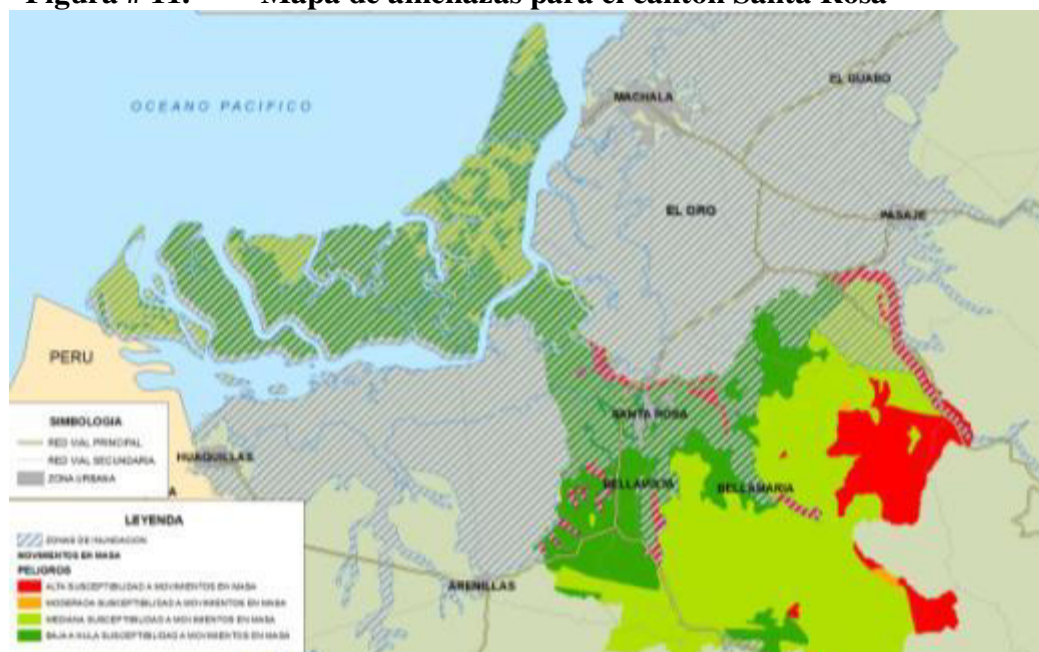 Figura # 11. Mapa de amenazas para el cantón Santa Rosa
OCEANO PACIFICO
EL GUABO
MACHALA
EL ORO
PASAJE
PERU
SANTA ROSA
HUAQUILLAS
BELLAVISTA
BELLAMARIA
ARENILLAS
SIMBOLOGIA
RED VIAL PRINCIPAL
RED VIAL SECUNDARIA
ZONA URBANA
LEYENDA
ZONAS DE INUNDACION
MOVIMIENTOS EN MASA
PELIGROS
ALTA SUSCEPTIBILIDAD A MOVIMIENTOS EN MASA
MODERADA SUSCEPTIBILIDAD A MOVIMIENTOS EN MASA
MEDIANA SUSCEPTIBILIDAD A MOVIMIENTOS EN MASA
BAJA A NULA SUSCEPTIBILIDAD A MOVIMIENTOS EN MASA